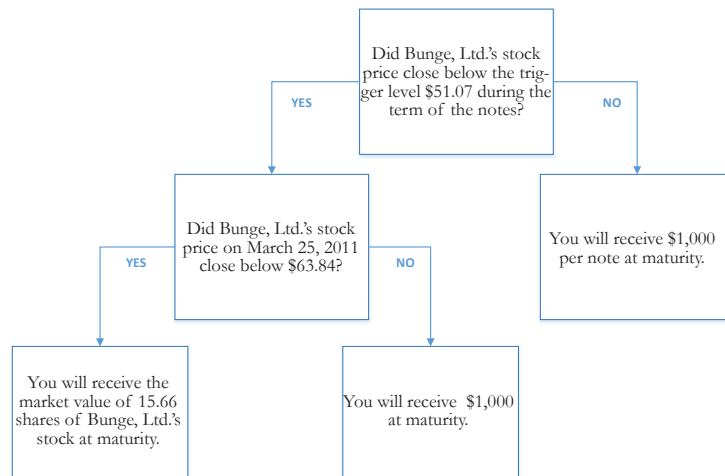 Did Bunge, Ltd.'s stock
price close below the trig-
ger level $51.07 during the
term of the notes?
YES
NO
Did Bunge, Ltd.'s stock
price on March 25, 2011
close below $63.84?
You will receive $1,000
per note at maturity.
YES
NO
You will receive the
market value of 15.66
shares of Bunge, Ltd.'s
stock at maturity.
You will receive $1,000
at maturity.